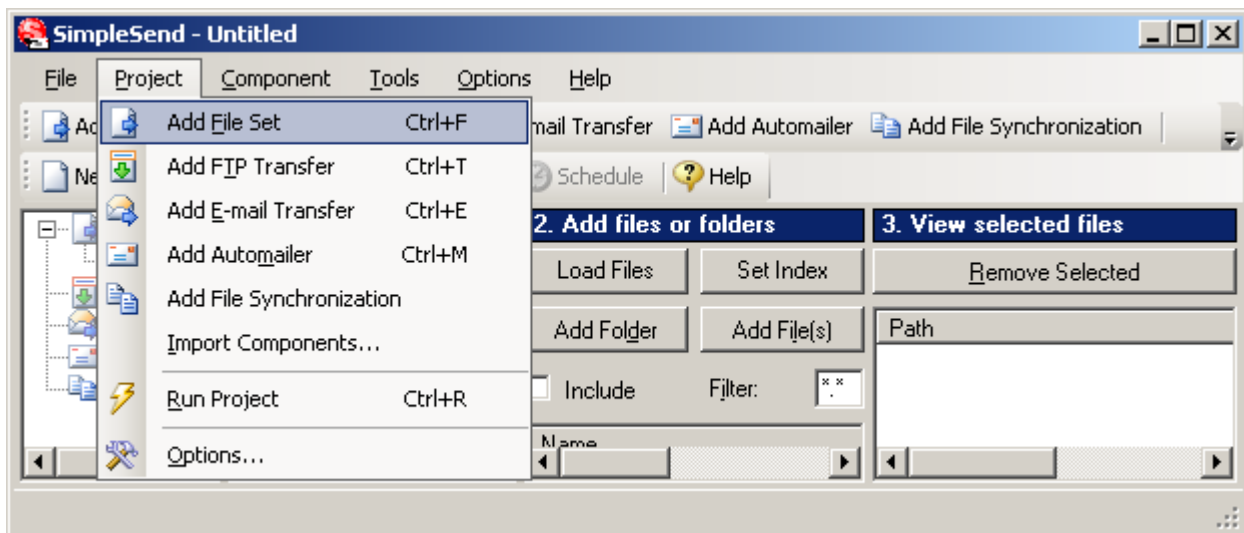 SimpleSend - Untitled
File Project Component Tools Options Help
Add File Set Ctrl+F
Transfer Add Automailer Add File Synchronization
Add FTP Transfer Ctrl+T
Schedule Help
Add E-mail Transfer Ctrl+E
2. Add files or folders 3. View selected files
Add Automailer Ctrl+M
Load Files Set Index Remove Selected
Add File Synchronization
Import Components...
Add Folder Add File(s) Path
Run Project Ctrl+R
Include Filter: *.*
Options...
Name